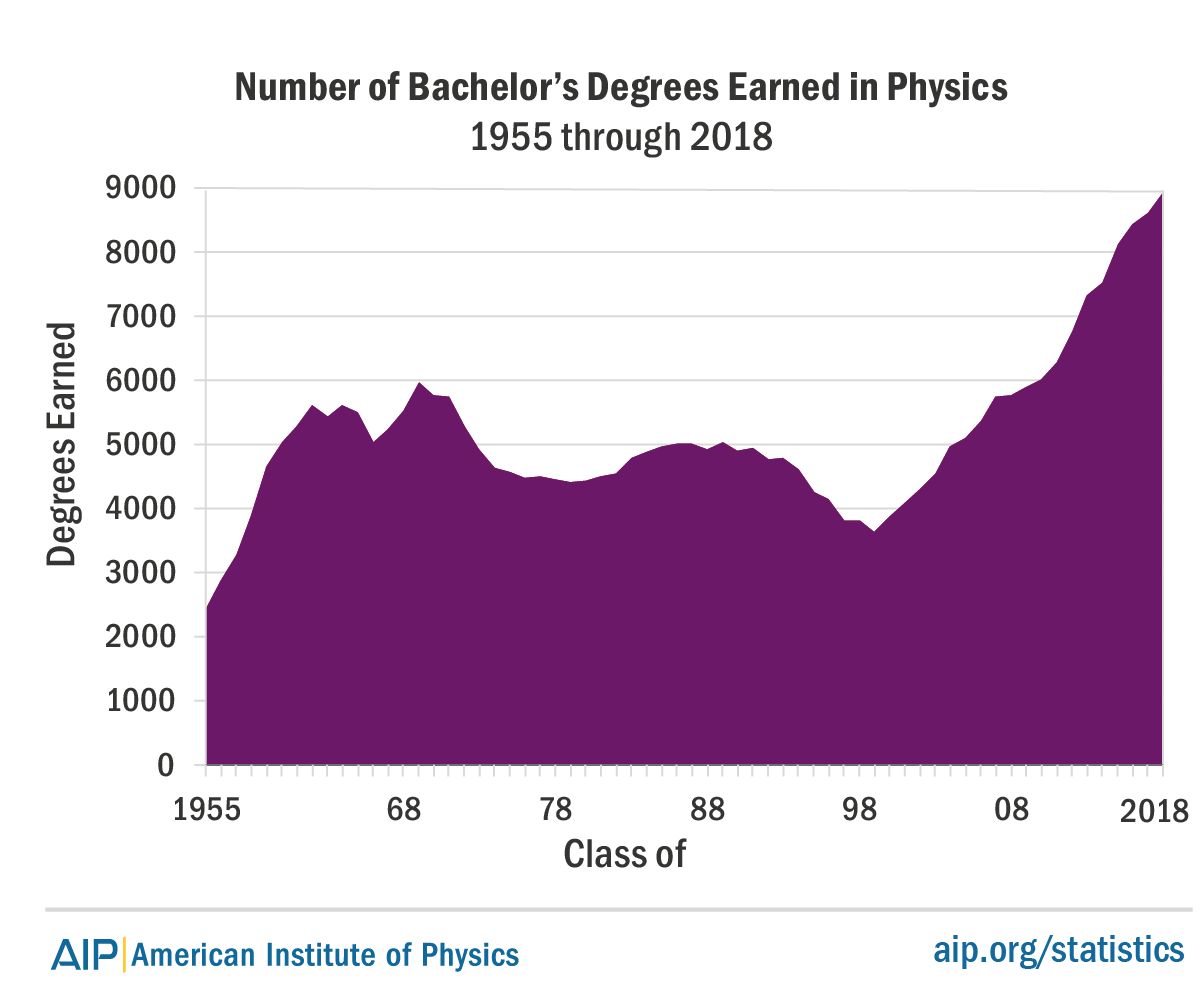 Number of Bachelor’s Degrees Earned in Physics
1955 through 2018
9000
8000
7000
6000
5000
4000
3000
2000
1000
0
Degrees Earned
1955 68 78 88 98 08 2018
Class of
AIP American Institute of Physics
aip.org/statistics